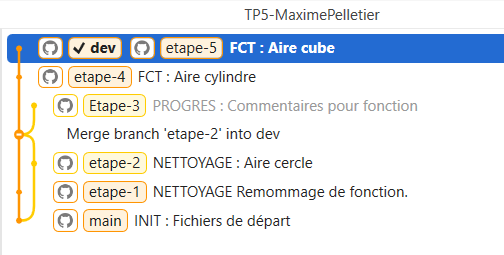 TP5-MaximePelletier
dev etape-5 FCT : Aire cube
etape-4 FCT : Aire cylindre
Etape-3 PROGRES : Commentaires pour fonction
Merge branch 'etape-2' into dev
etape-2 NETTOYAGE : Aire cercle
etape-1 NETTOYAGE Remommage de fonction.
main INIT : Fichiers de départ